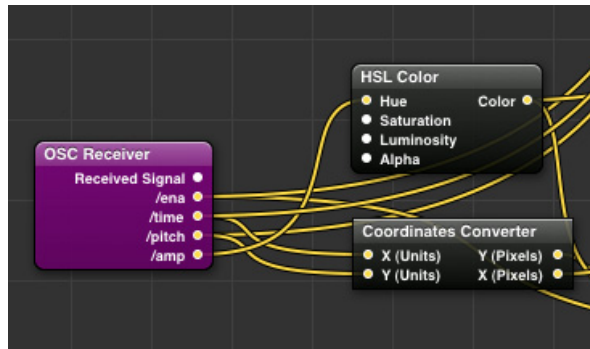 HSL Color
Hue Color
Saturation
Luminosity
Alpha
OSC Receiver
Received Signal
/ena
/time
/pitch
/amp
Coordinates Converter
X (Units) Y (Pixels)
Y (Units) X (Pixels)